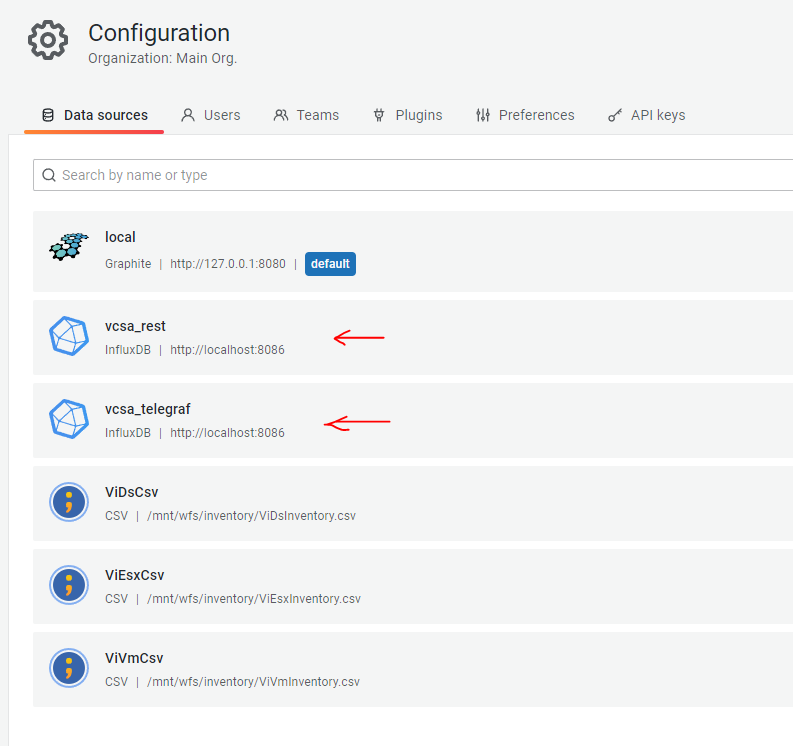 Configuration
Organization: Main Org.
Data sources Users Teams Plugins Preferences API keys
Search by name or type
local
Graphite | http://127.0.0.1:8080 | default
vcsa_rest
InfluxDB | http://localhost:8086
vcsa_telegraf
InfluxDB | http://localhost:8086
ViDsCsv
CSV | /mnt/wfs/inventory/ViDsInventory.csv
ViEsxCsv
CSV | /mnt/wfs/inventory/ViEsxInventory.csv
ViVmCsv
CSV | /mnt/wfs/inventory/ViVmInventory.csv